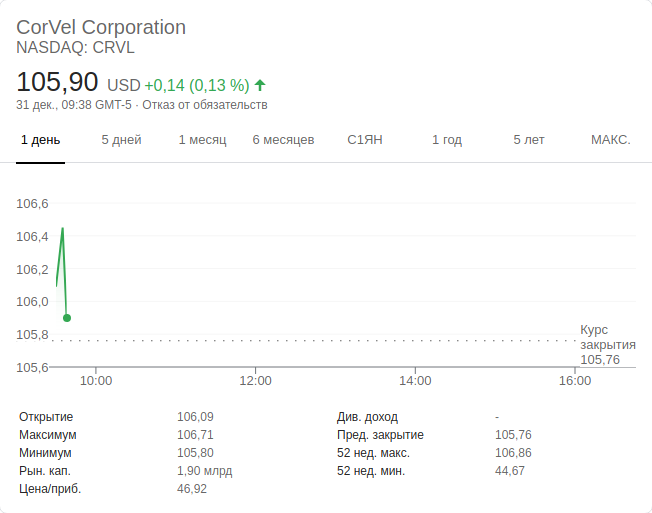 CorVel Corporation
NASDAQ: CRVL
105,90 USD +0,14 (0,13 %)
31 дек., 09:38 GMT-5 · Отказ от обязательств
1 день 5 дней 1 месяц 6 месяцев С1ЯН 1 год 5 лет МАКС.
106,6
106,4
106,2
106,0
105,8
105,6
Курс
закрытия
105,76
10:00 12:00 14:00 16:00
Открытие 106,09 Див. доход -
Максимум 106,71 Пред. закрытие 105,76
Минимум 105,80 52 нед. макс. 106,86
Рын. кап. 1,90 млрд 52 нед. мин. 44,67
Цена/приб. 46,92